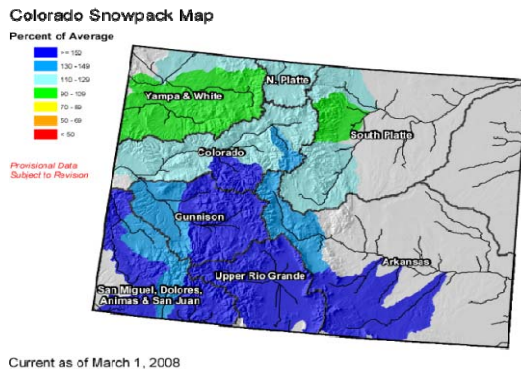 Colorado Snowpack Map
Percent of Average
>= 150
130 - 149
110 - 129
90 - 109
70 - 89
50 - 69
< 50
Provisional Data
Subject to Revision
N. Platte
Yampa & White
South Platte
Colorado
Gunnison
Arkansas
Upper Rio Grande
San Miguel, Dolores,
Animas & San Juan
Current as of March 1, 2008